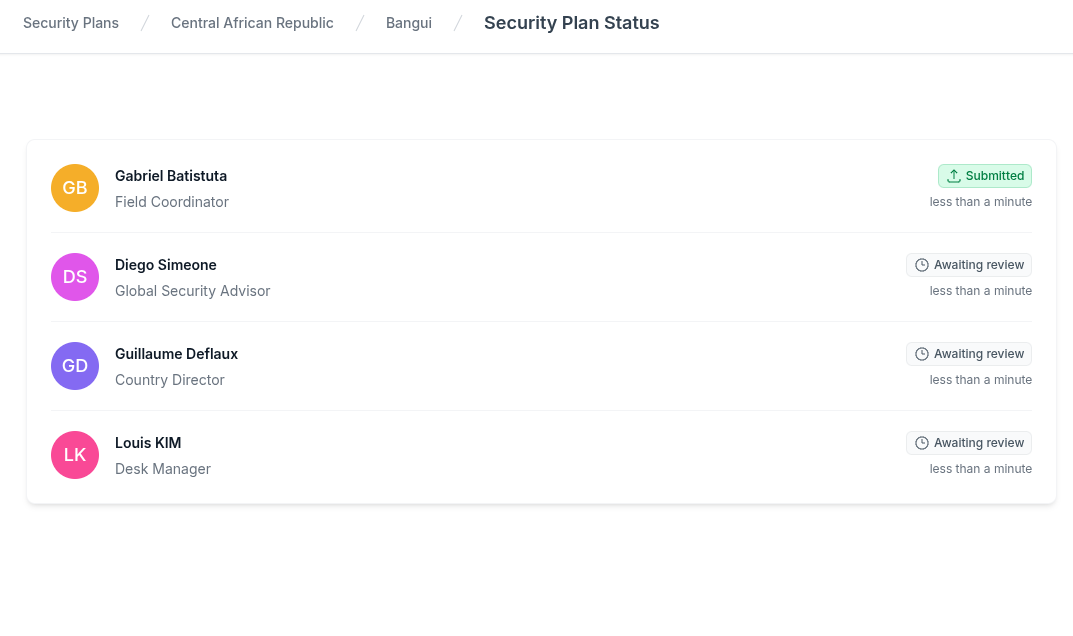 Security Plans / Central African Republic / Bangui / Security Plan Status
GB Gabriel Batistuta Submitted
Field Coordinator less than a minute
DS Diego Simeone Awaiting review
Global Security Advisor less than a minute
GD Guillaume Deflaux Awaiting review
Country Director less than a minute
LK Louis KIM Awaiting review
Desk Manager less than a minute